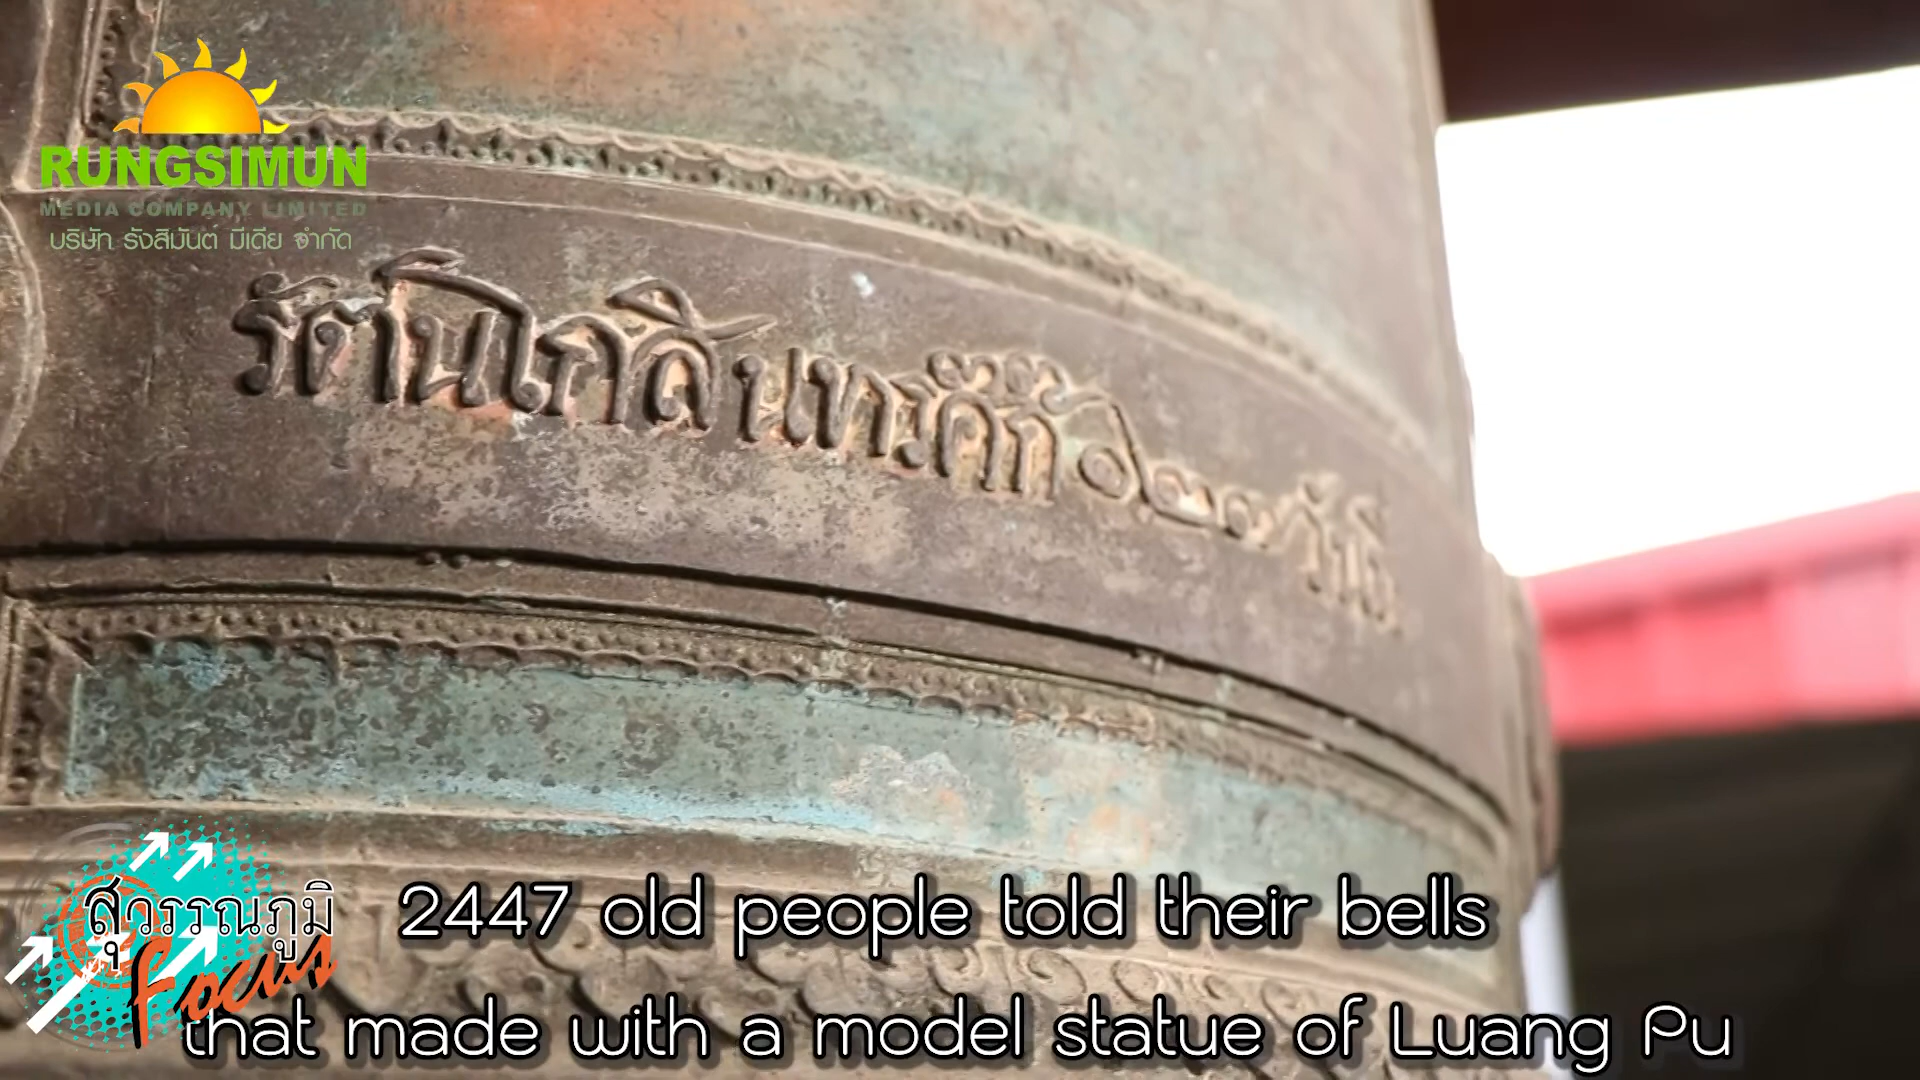 RUNGSIMUN
MEDIA COMPANY LIMITED
บริษัท รังสิมันต์ มีเดีย จำกัด
รัตนโกสินทร ๑๒๓
สุวรรณภูมิ
focus
2447 old people told their bells
that made with a model statue of Luang Pu